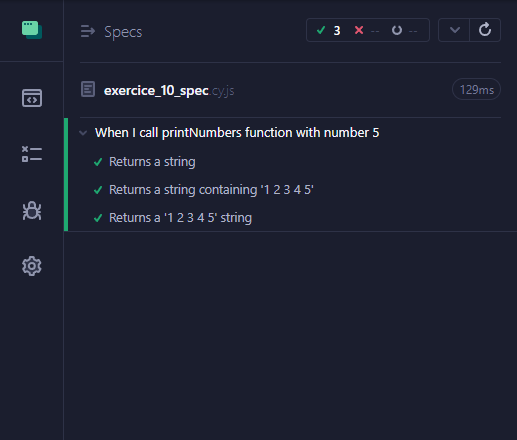 Specs 3 -- --
exercice_10_spec.cy.js 129ms
When I call printNumbers function with number 5
Returns a string
Returns a string containing '1 2 3 4 5'
Returns a '1 2 3 4 5' string